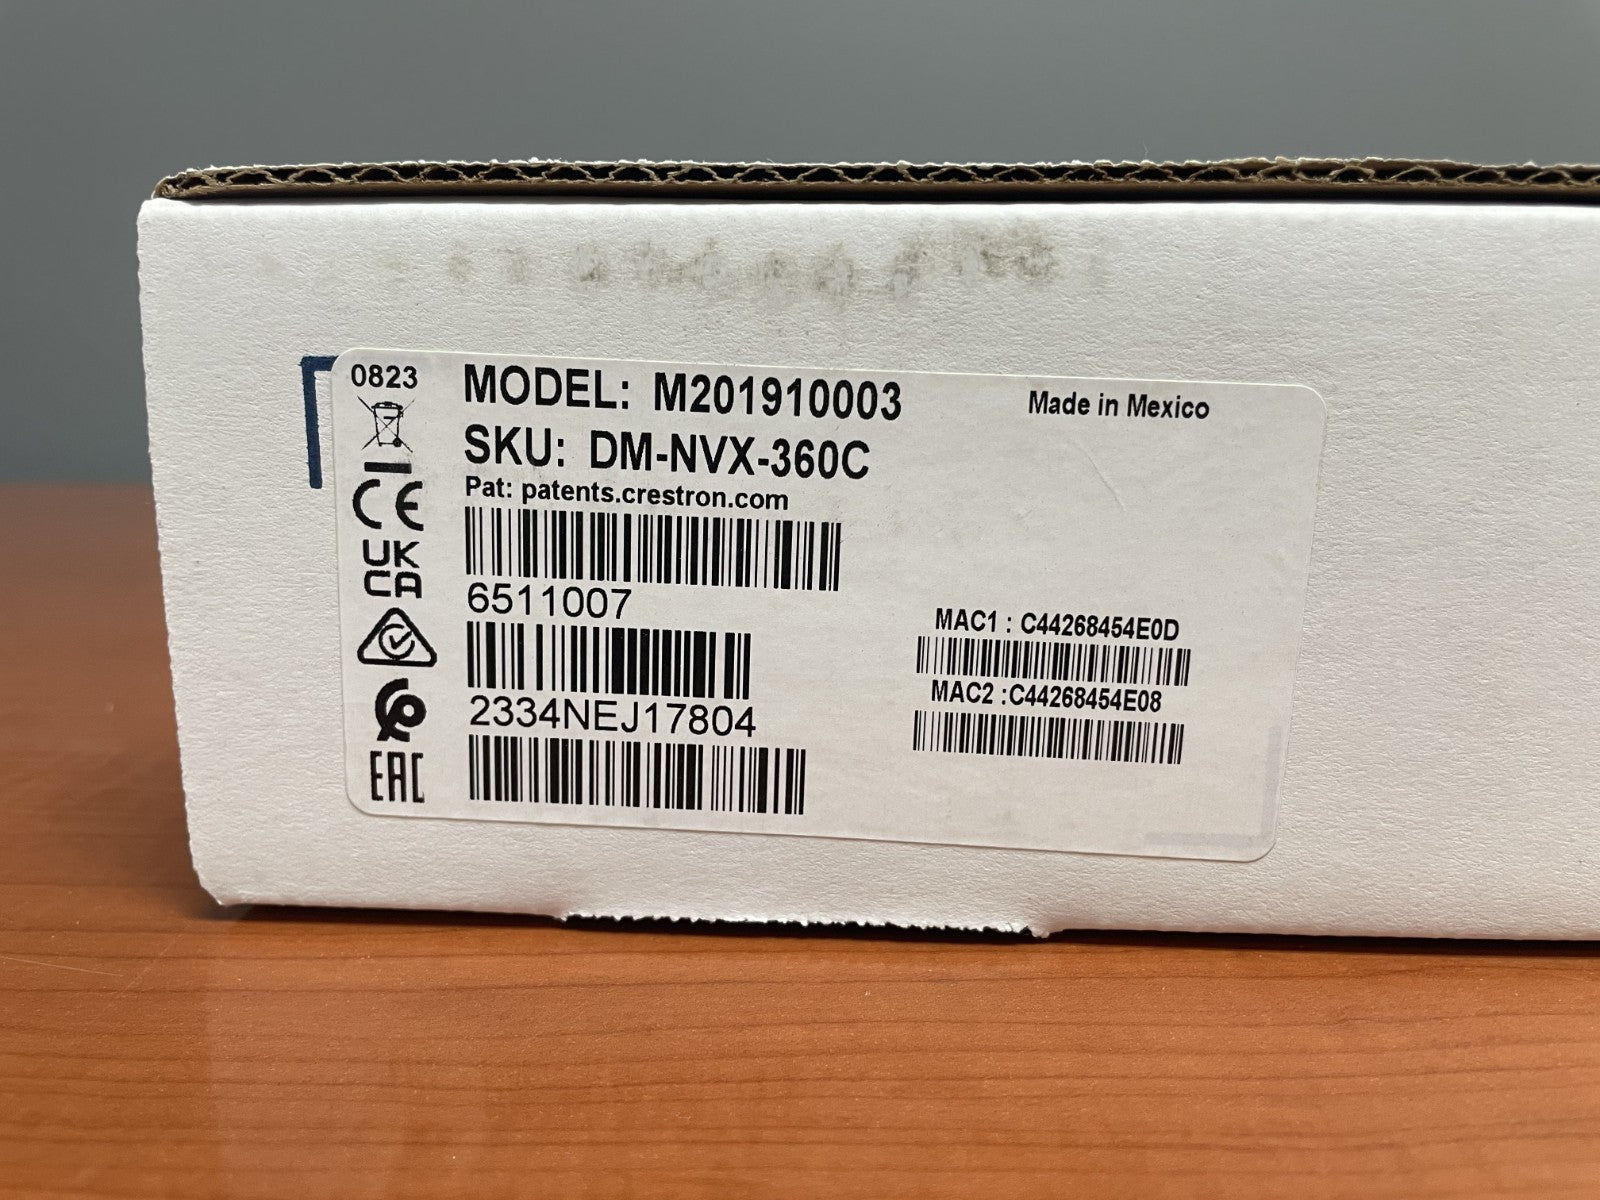 0823
MODEL: M201910003
Made in Mexico
SKU: DM-NVX-360C
Pat: patents.crestron.com
CE
UK
CA
6511007
MAC1 : C44268454E0D
MAC2 :C44268454E08
2334NEJ17804
EAC